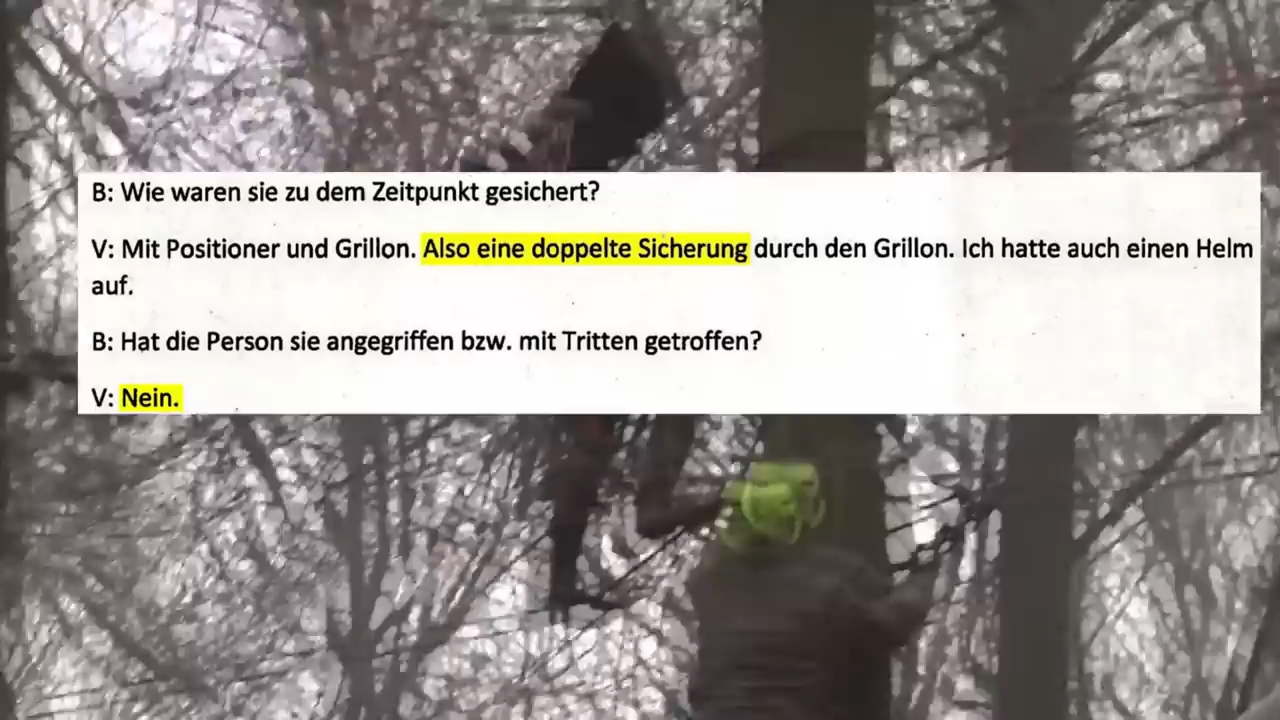 B: Wie waren sie zu dem Zeitpunkt gesichert?
V: Mit Positioner und Grillon. Also eine doppelte Sicherung durch den Grillon. Ich hatte auch einen Helm
auf.
B: Hat die Person sie angegriffen bzw. mit Tritten getroffen?
V: Nein.